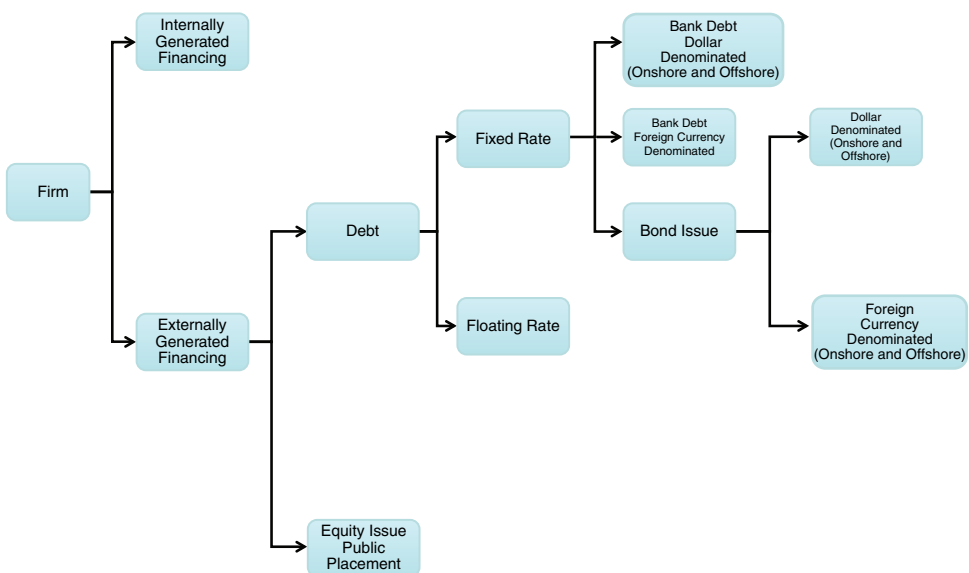 Firm
Internally
Generated
Financing
Externally
Generated
Financing
Debt
Equity Issue
Public
Placement
Fixed Rate
Floating Rate
Bank Debt
Dollar
Denominated
(Onshore and Offshore)
Bank Debt
Foreign Currency
Denominated
Bond Issue
Dollar
Denominated
(Onshore and
Offshore)
Foreign
Currency
Denominated
(Onshore and Offshore)